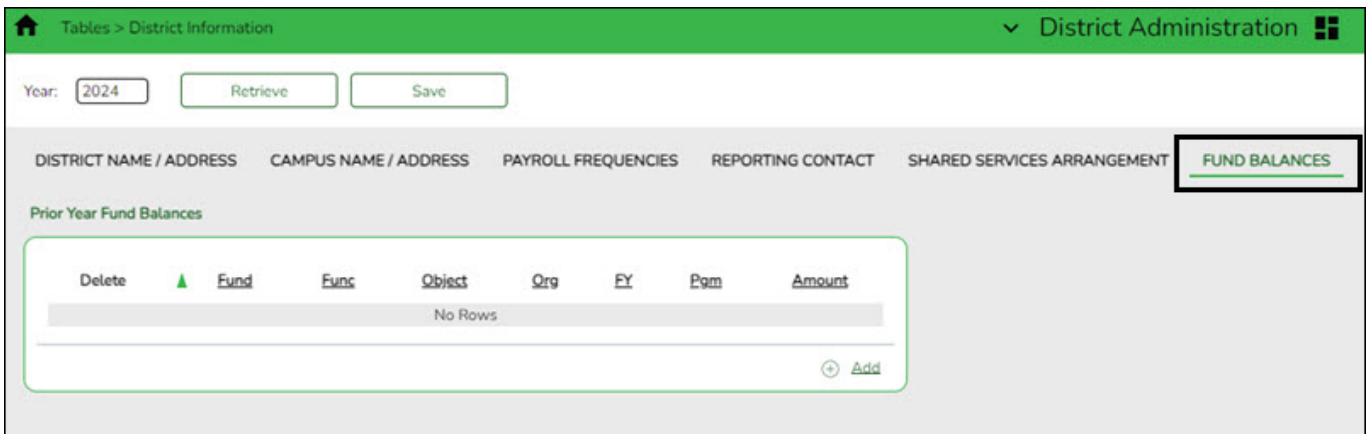 Tables > District Information
District Administration
Year: 2024 Retrieve Save
DISTRICT NAME / ADDRESS CAMPUS NAME / ADDRESS PAYROLL FREQUENCIES REPORTING CONTACT SHARED SERVICES ARRANGEMENT FUND BALANCES
Prior Year Fund Balances
Delete Fund Func Object Org FY Pgm Amount
No Rows
Add